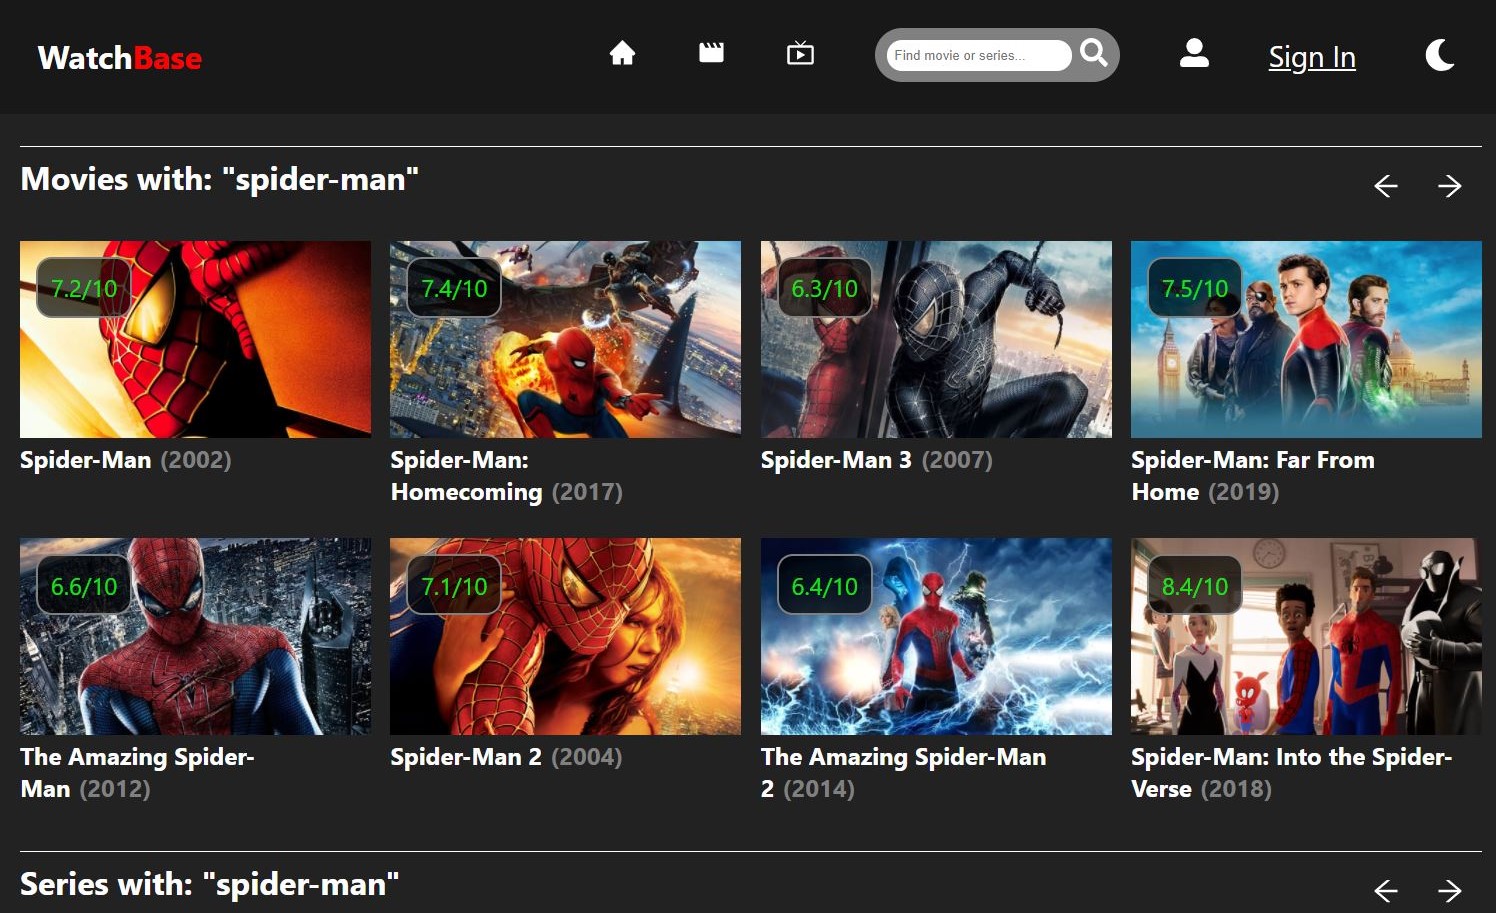 WatchBase
Find movie or series...
Sign In
Movies with: "spider-man"
7.2/10
Spider-Man (2002)
7.4/10
Spider-Man:
Homecoming (2017)
6.3/10
Spider-Man 3 (2007)
7.5/10
Spider-Man: Far From
Home (2019)
6.6/10
The Amazing Spider-
Man (2012)
7.1/10
Spider-Man 2 (2004)
6.4/10
The Amazing Spider-Man
2 (2014)
8.4/10
Spider-Man: Into the Spider-
Verse (2018)
Series with: "spider-man"